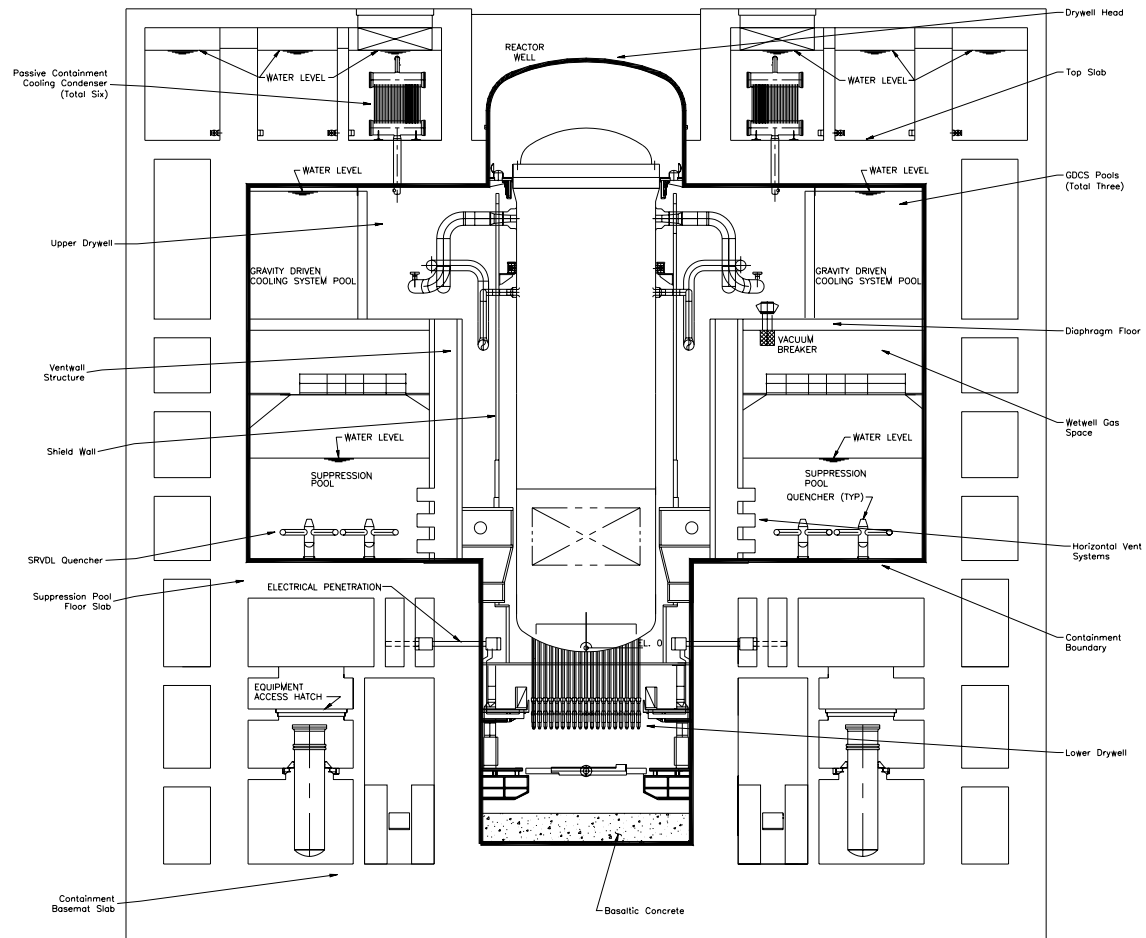 Drywell Head
REACTOR
WELL
WATER LEVEL
WATER LEVEL
Passive Containment
Cooling Condenser
(Total Six)
Top Slab
WATER LEVEL
WATER LEVEL
GDCS Pools
(Total Three)
Upper Drywell
GRAVITY DRIVEN
COOLING SYSTEM POOL
GRAVITY DRIVEN
COOLING SYSTEM POOL
Diaphragm Floor
VACUUM
BREAKER
Ventwall
Structure
Wetwell Gas
Space
WATER LEVEL
WATER LEVEL
Shield Wall
SUPPRESSION
POOL
SUPPRESSION
POOL
QUENCHER (TYP)
Horizontal Vent
Systems
SRVDL Quencher
ELECTRICAL PENETRATION
Suppression Pool
Floor Slab
EL. 0
Containment
Boundary
EQUIPMENT
ACCESS HATCH
Lower Drywell
Containment
Basemat Slab
Basaltic Concrete